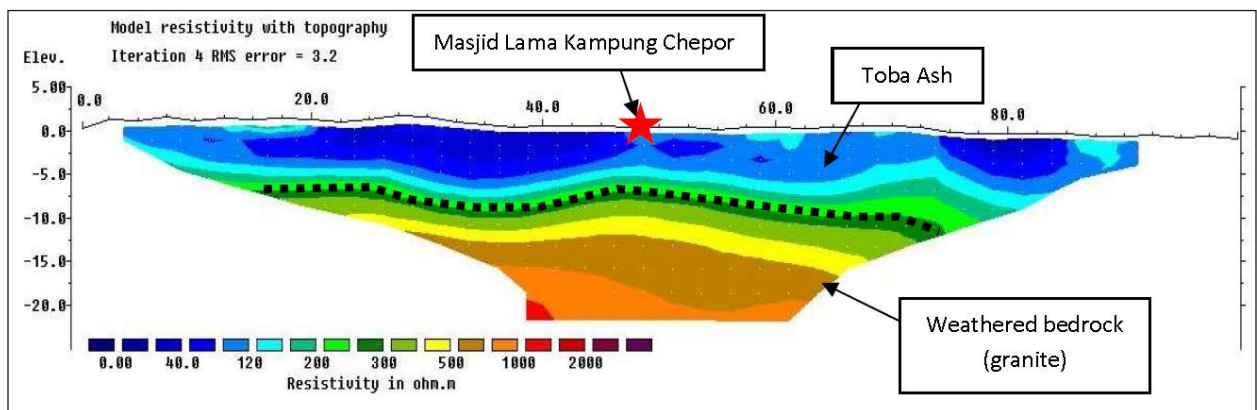 Model resistivity with topography
Iteration 4 RMS error = 3.2
Elev.
Masjid Lama Kampung Chepor
Toba Ash
0.0 20.0 40.0 60.0 80.0
5.00
0.0
-5.0
-10.0
-15.0
-20.0
Weathered bedrock
(granite)
0.00 40.0 120 200 300 500 1000 2000
Resistivity in ohm.m